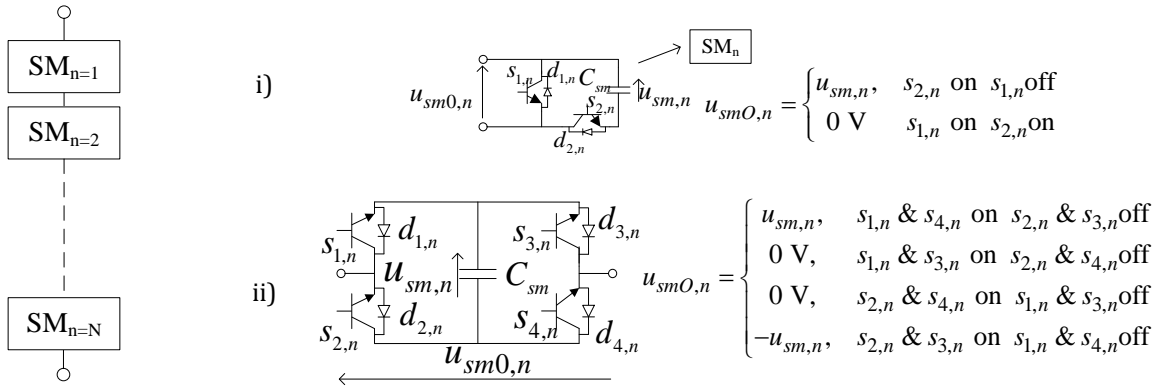 SM_{n=1}
SM_{n=2}
SM_{n=N}
i)
u_{sm0,n}
s_{1,n}
d_{1,n}
C_{sm}
u_{sm,n}
s_{2,n}
d_{2,n}
SM_n
u_{smO,n} = { u_{sm,n}, s_{2,n} on s_{1,n} off
0 V s_{1,n} on s_{2,n} on
ii)
s_{1,n}
d_{1,n}
s_{2,n}
d_{2,n}
u_{sm,n}
C_{sm}
s_{3,n}
d_{3,n}
s_{4,n}
d_{4,n}
u_{sm0,n}
u_{smO,n} = { u_{sm,n}, s_{1,n} & s_{4,n} on s_{2,n} & s_{3,n} off
0 V, s_{1,n} & s_{3,n} on s_{2,n} & s_{4,n} off
0 V, s_{2,n} & s_{4,n} on s_{1,n} & s_{3,n} off
−u_{sm,n}, s_{2,n} & s_{3,n} on s_{1,n} & s_{4,n} off